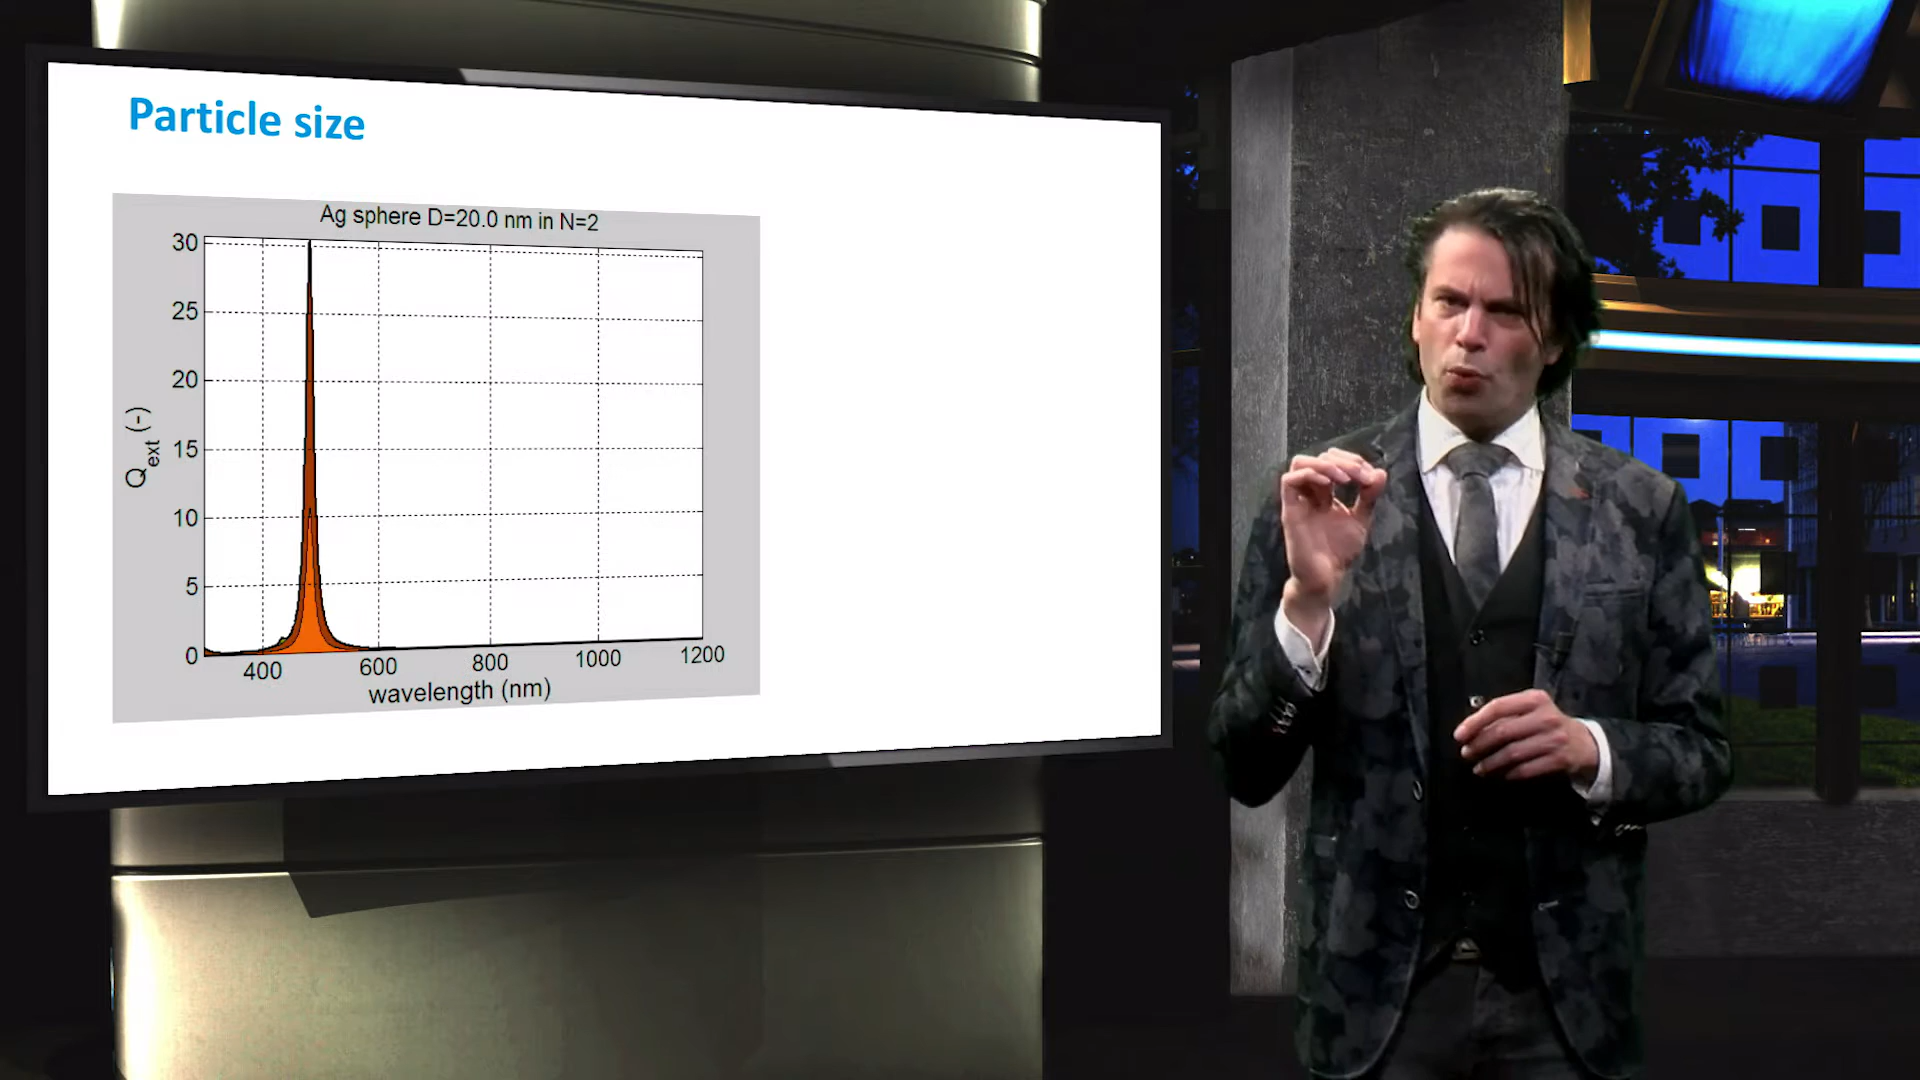 Particle size
Ag sphere D=20.0 nm in N=2
30
25
20
15
10
5
0
Qext (-)
400 600 800 1000 1200
wavelength (nm)